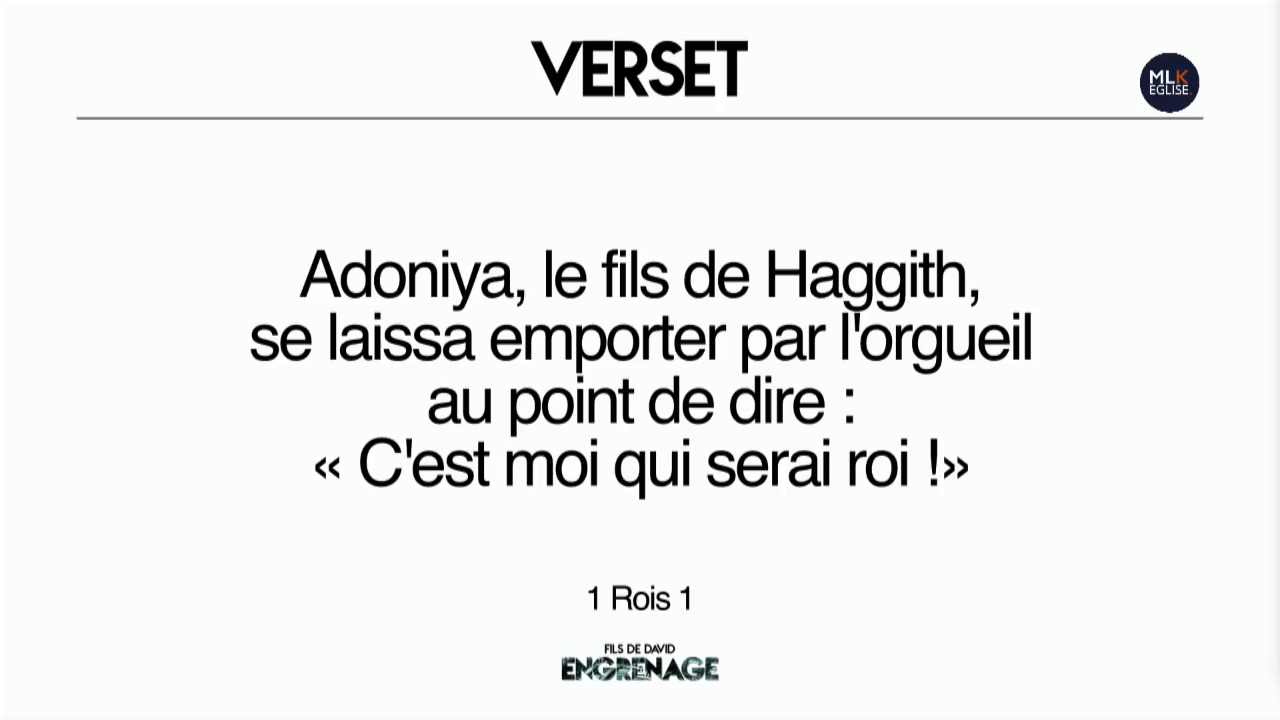 VERSET
MLK
EGLISE
Adoniya, le fils de Haggith,
se laissa emporter par l'orgueil
au point de dire :
« C'est moi qui serai roi !»
1 Rois 1
FILS DE DAVID
ENGRENAGE